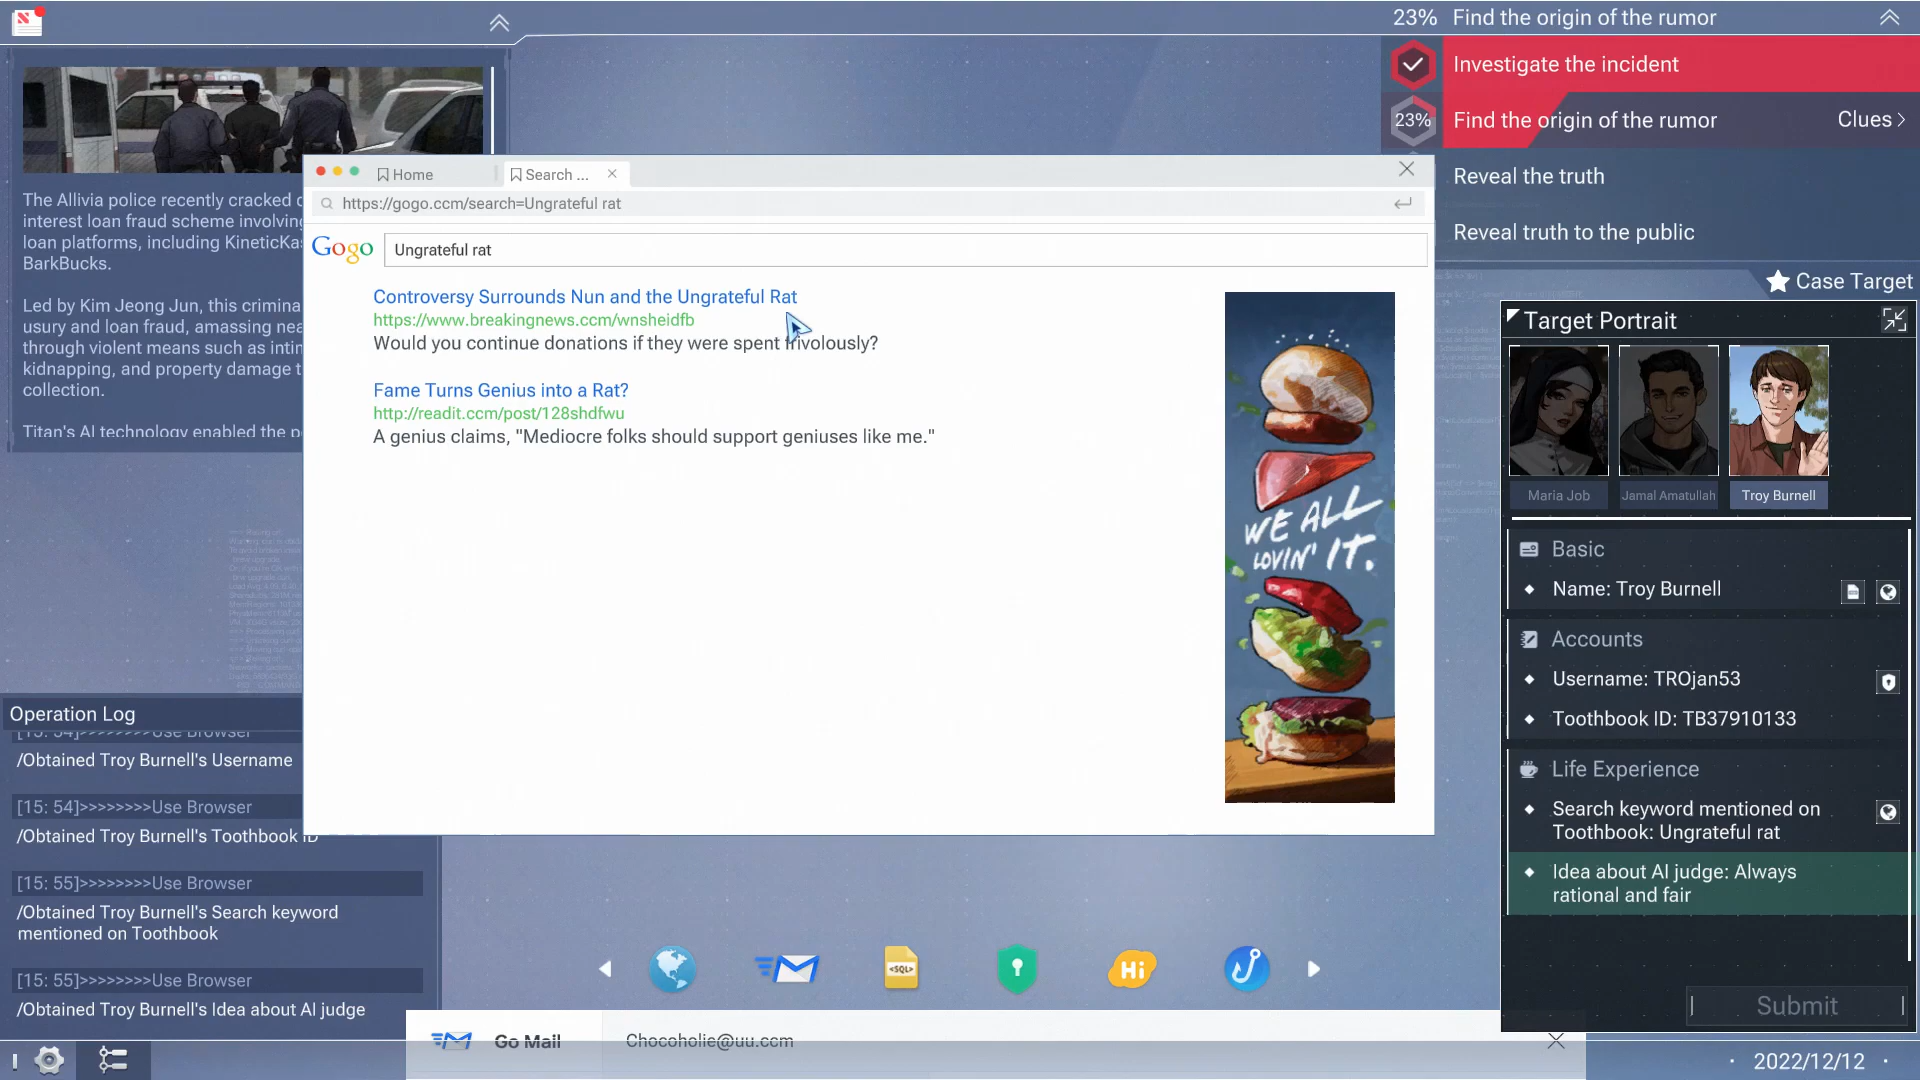 23% Find the origin of the rumor
Investigate the incident
23% Find the origin of the rumor Clues
Reveal the truth
Reveal truth to the public
The Allivia police recently cracked
interest loan fraud scheme involving
loan platforms, including
BarkBucks.
Led by Kim Jeong Jun, this
usury and loan fraud, amassing
through violent means such as
kidnapping, and property damage
collection.
Titan's AI technology enabled the
Home
Search ...
https://gogo.ccm/search=Ungrateful rat
Gogo
Ungrateful rat
Controversy Surrounds Nun and the Ungrateful Rat
https://www.breakingnews.ccm/wnsheidfb
Would you continue donations if they were spent frivolously?
Fame Turns Genius into a Rat?
http://readit.ccm/post/128shdfwu
A genius claims, "Mediocre folks should support geniuses like me."
WE ALL
LOVIN' IT.
Case Target
Target Portrait
Maria Job
Jamal Amatullah
Troy Burnell
Basic
Name: Troy Burnell
Accounts
Username: TROjan53
Toothbook ID: TB37910133
Life Experience
Search keyword mentioned on
Toothbook: Ungrateful rat
Idea about AI judge: Always
rational and fair
Submit
Operation Log
[15: 54]>>>>>>>>Use Browser
/Obtained Troy Burnell's Username
[15: 54]>>>>>>>>Use Browser
/Obtained Troy Burnell's Toothbook ID
[15: 55]>>>>>>>>Use Browser
/Obtained Troy Burnell's Search keyword
mentioned on Toothbook
[15: 55]>>>>>>>>Use Browser
/Obtained Troy Burnell's Idea about AI judge
<SQL>
Hi
Go Mail
Chocoholie@uu.ccm
2022/12/12